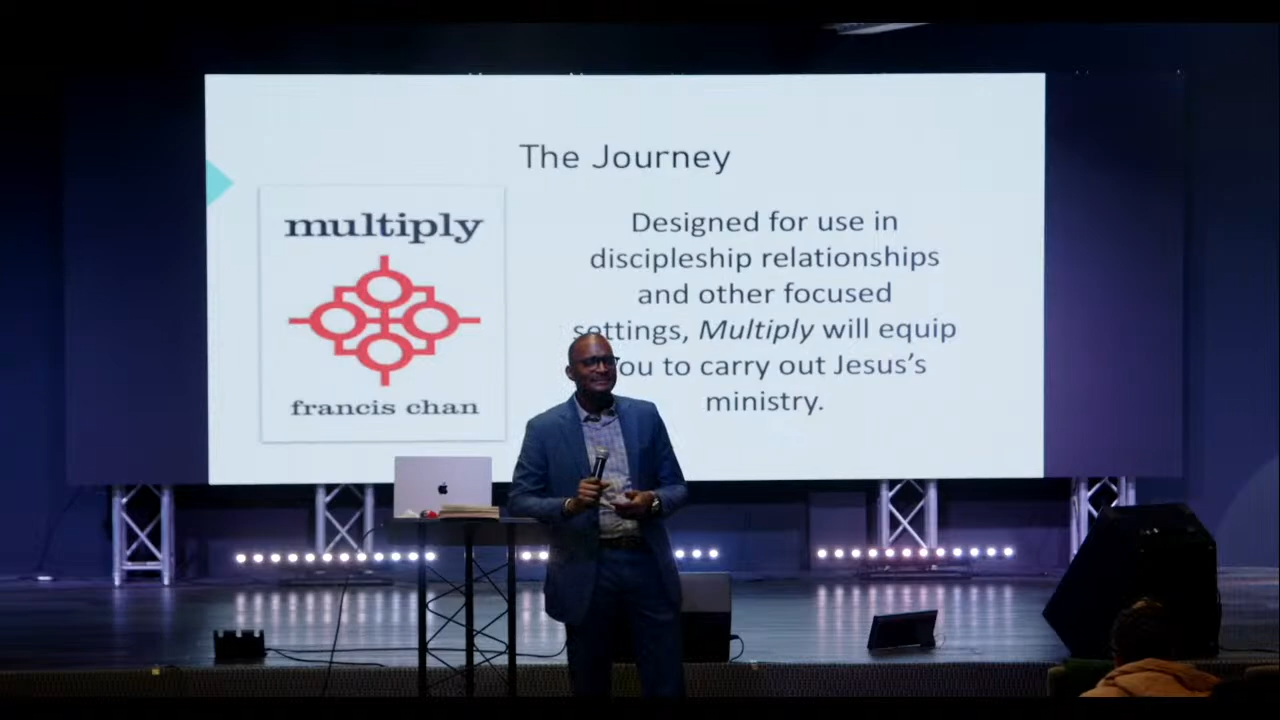 The Journey
multiply
francis chan
Designed for use in
discipleship relationships
and other focused
settings, Multiply will equip
you to carry out Jesus's
ministry.